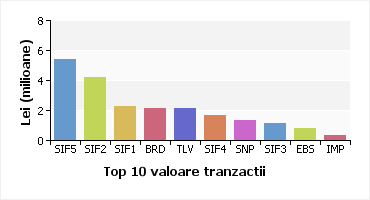 Lei (milioane)
8
6
4
2
0
SIF5 SIF2 SIF1 BRD TLV SIF4 SNP SIF3 EBS IMP
Top 10 valoare tranzactii